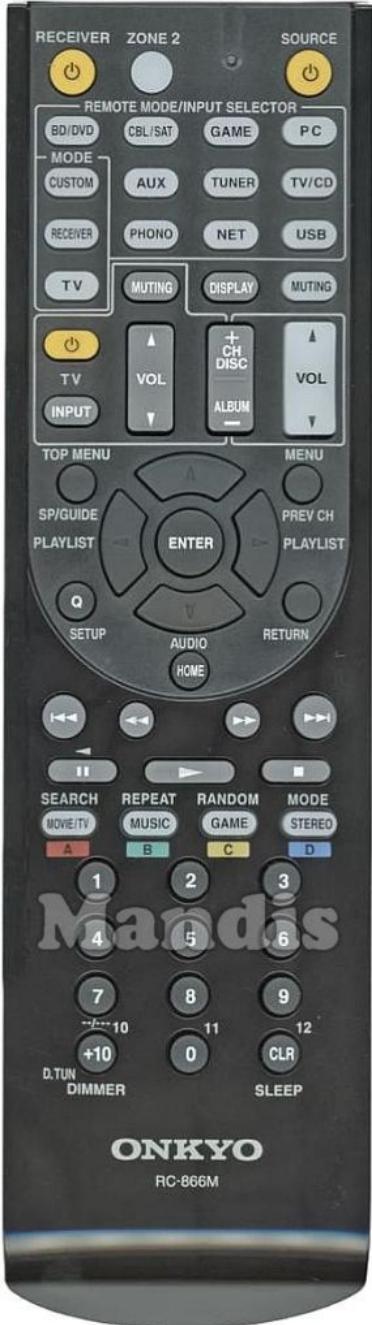 RECEIVER ZONE 2 SOURCE
REMOTE MODE/INPUT SELECTOR
BD/DVD CBL/SAT GAME PC
MODE
CUSTOM AUX TUNER TV/CD
RECEIVER PHONO NET USB
TV MUTING DISPLAY MUTING
+
CH
DISC
TV VOL VOL
INPUT ALBUM
−
TOP MENU MENU
SP/GUIDE PREV CH
PLAYLIST ENTER PLAYLIST
Q
SETUP AUDIO RETURN
HOME
SEARCH REPEAT RANDOM MODE
MOVIE/TV MUSIC GAME STEREO
A B C D
1 2 3
Mandis
4 5 6
7 8 9
--/--- 10 11 12
+10 0 CLR
D.TUN
DIMMER SLEEP
ONKYO
RC-866M